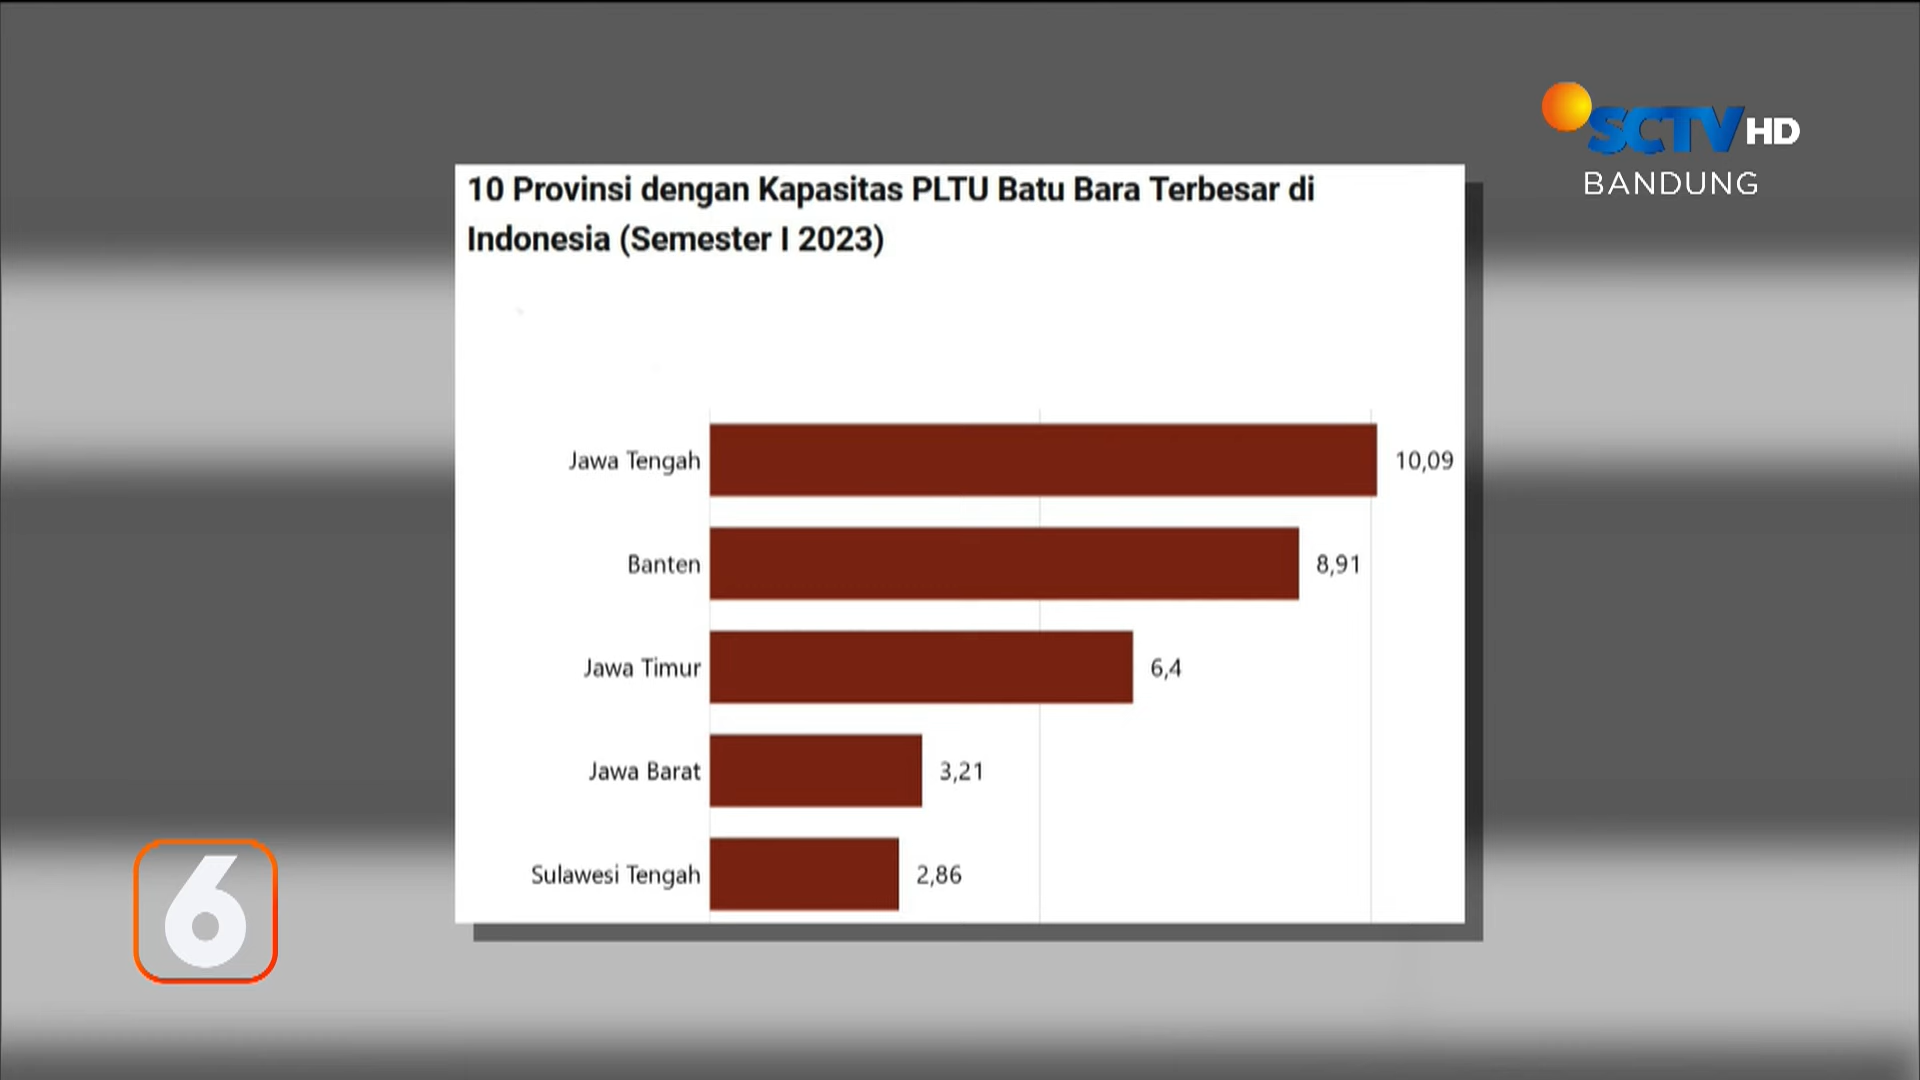 SCTV HD
BANDUNG
10 Provinsi dengan Kapasitas PLTU Batu Bara Terbesar di
Indonesia (Semester I 2023)
Jawa Tengah 10,09
Banten 8,91
Jawa Timur 6,4
Jawa Barat 3,21
Sulawesi Tengah 2,86
6